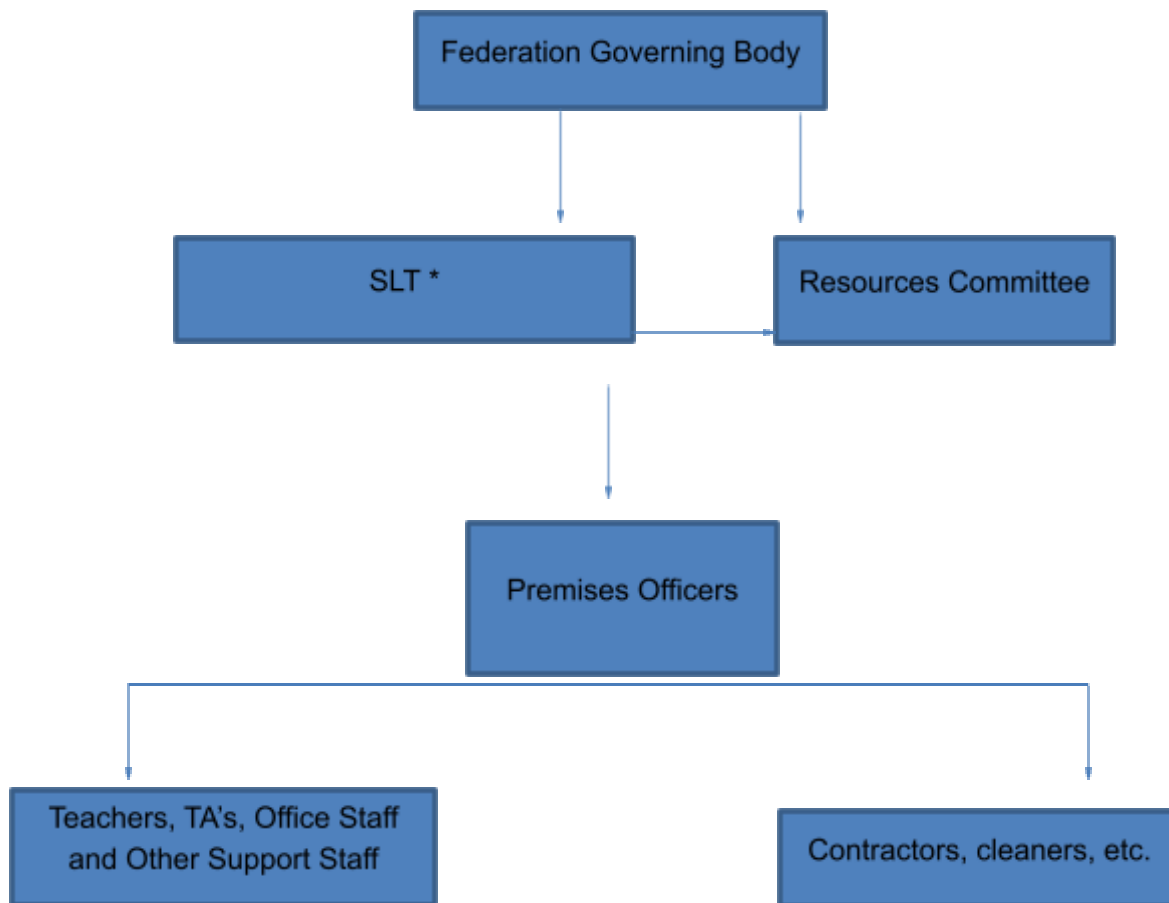 Federation Governing Body
SLT *
Resources Committee
Premises Officers
Teachers, TA’s, Office Staff
and Other Support Staff
Contractors, cleaners, etc.